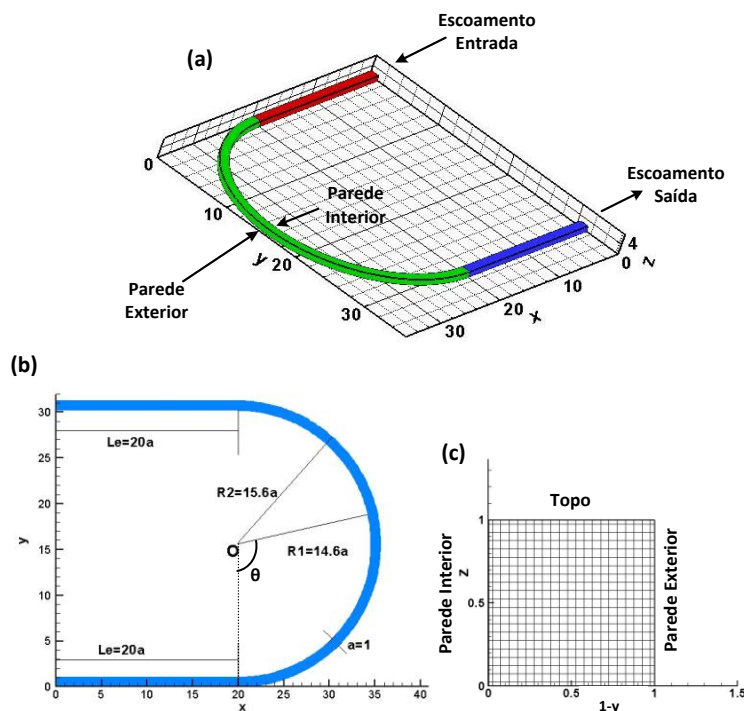 (a)
Escoamento
Entrada
Escoamento
Saída
Parede
Interior
Parede
Exterior
0
10
20
30
y
30
20
10
x
4
0
z
(b)
30
25
20
15
10
5
0
y
0 5 10 15 20 25 30 35 40
x
Le=20a
R2=15.6a
O
R1=14.6a
θ
Le=20a
a=1
(c)
Topo
Parede Interior
Parede Exterior
z
1
0.5
0
0 0.5 1 1.5
1-y